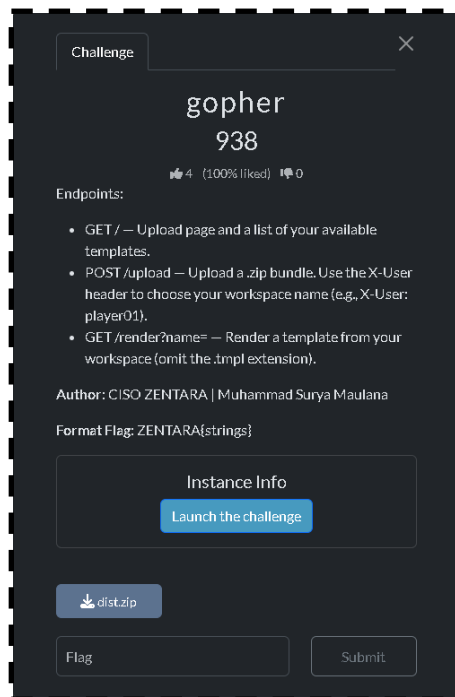 Challenge
gopher
938
4 (100% liked) 0
Endpoints:
GET / — Upload page and a list of your available
templates.
POST /upload — Upload a .zip bundle. Use the X-User
header to choose your workspace name (e.g., X-User:
player01).
GET /render?name= — Render a template from your
workspace (omit the .tmpl extension).
Author: CISO ZENTARA | Muhammad Surya Maulana
Format Flag: ZENTARA{strings}
Instance Info
Launch the challenge
dist.zip
Flag
Submit